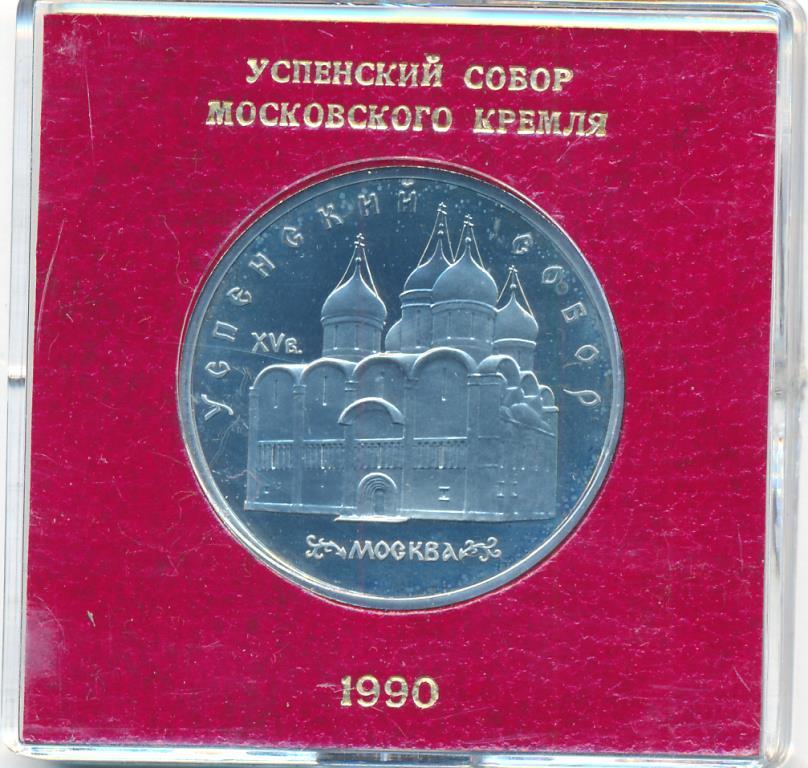 УСПЕНСКИЙ СОБОР
МОСКОВСКОГО КРЕМЛЯ
УСПЕНСКИЙ СОБОР
XVв.
МОСКВА
1990